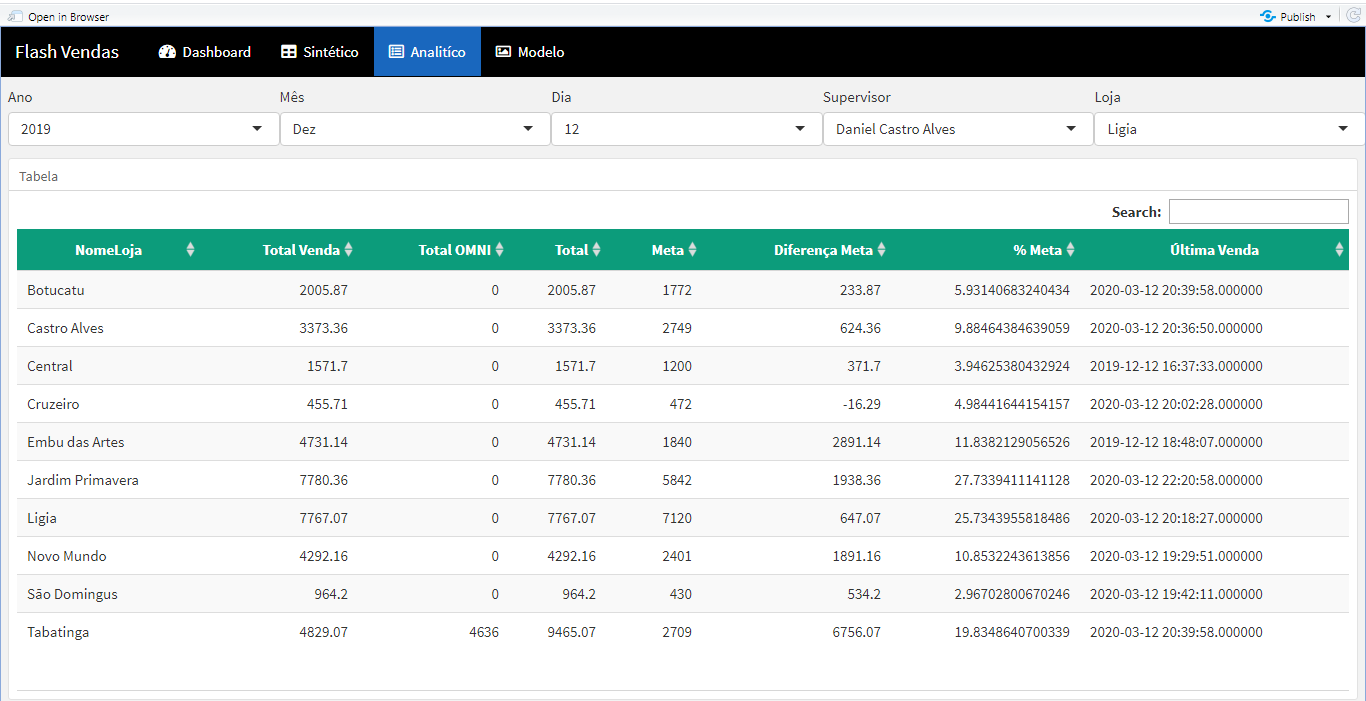 Open in Browser Publish
Flash Vendas Dashboard Sintético Analitíco Modelo
Ano Mês Dia Supervisor Loja
2019 Dez 12 Daniel Castro Alves Ligia
Tabela
Search:
NomeLoja Total Venda Total OMNI Total Meta Diferença Meta % Meta Última Venda
Botucatu 2005.87 0 2005.87 1772 233.87 5.93140683240434 2020-03-12 20:39:58.000000
Castro Alves 3373.36 0 3373.36 2749 624.36 9.88464384639059 2020-03-12 20:36:50.000000
Central 1571.7 0 1571.7 1200 371.7 3.94625380432924 2019-12-12 16:37:33.000000
Cruzeiro 455.71 0 455.71 472 -16.29 4.98441644154157 2020-03-12 20:02:28.000000
Embu das Artes 4731.14 0 4731.14 1840 2891.14 11.8382129056526 2019-12-12 18:48:07.000000
Jardim Primavera 7780.36 0 7780.36 5842 1938.36 27.7339411141128 2020-03-12 22:20:58.000000
Ligia 7767.07 0 7767.07 7120 647.07 25.7343955818486 2020-03-12 20:18:27.000000
Novo Mundo 4292.16 0 4292.16 2401 1891.16 10.8532243613856 2020-03-12 19:29:51.000000
São Domingus 964.2 0 964.2 430 534.2 2.96702800670246 2020-03-12 19:42:11.000000
Tabatinga 4829.07 4636 9465.07 2709 6756.07 19.8348640700339 2020-03-12 20:39:58.000000